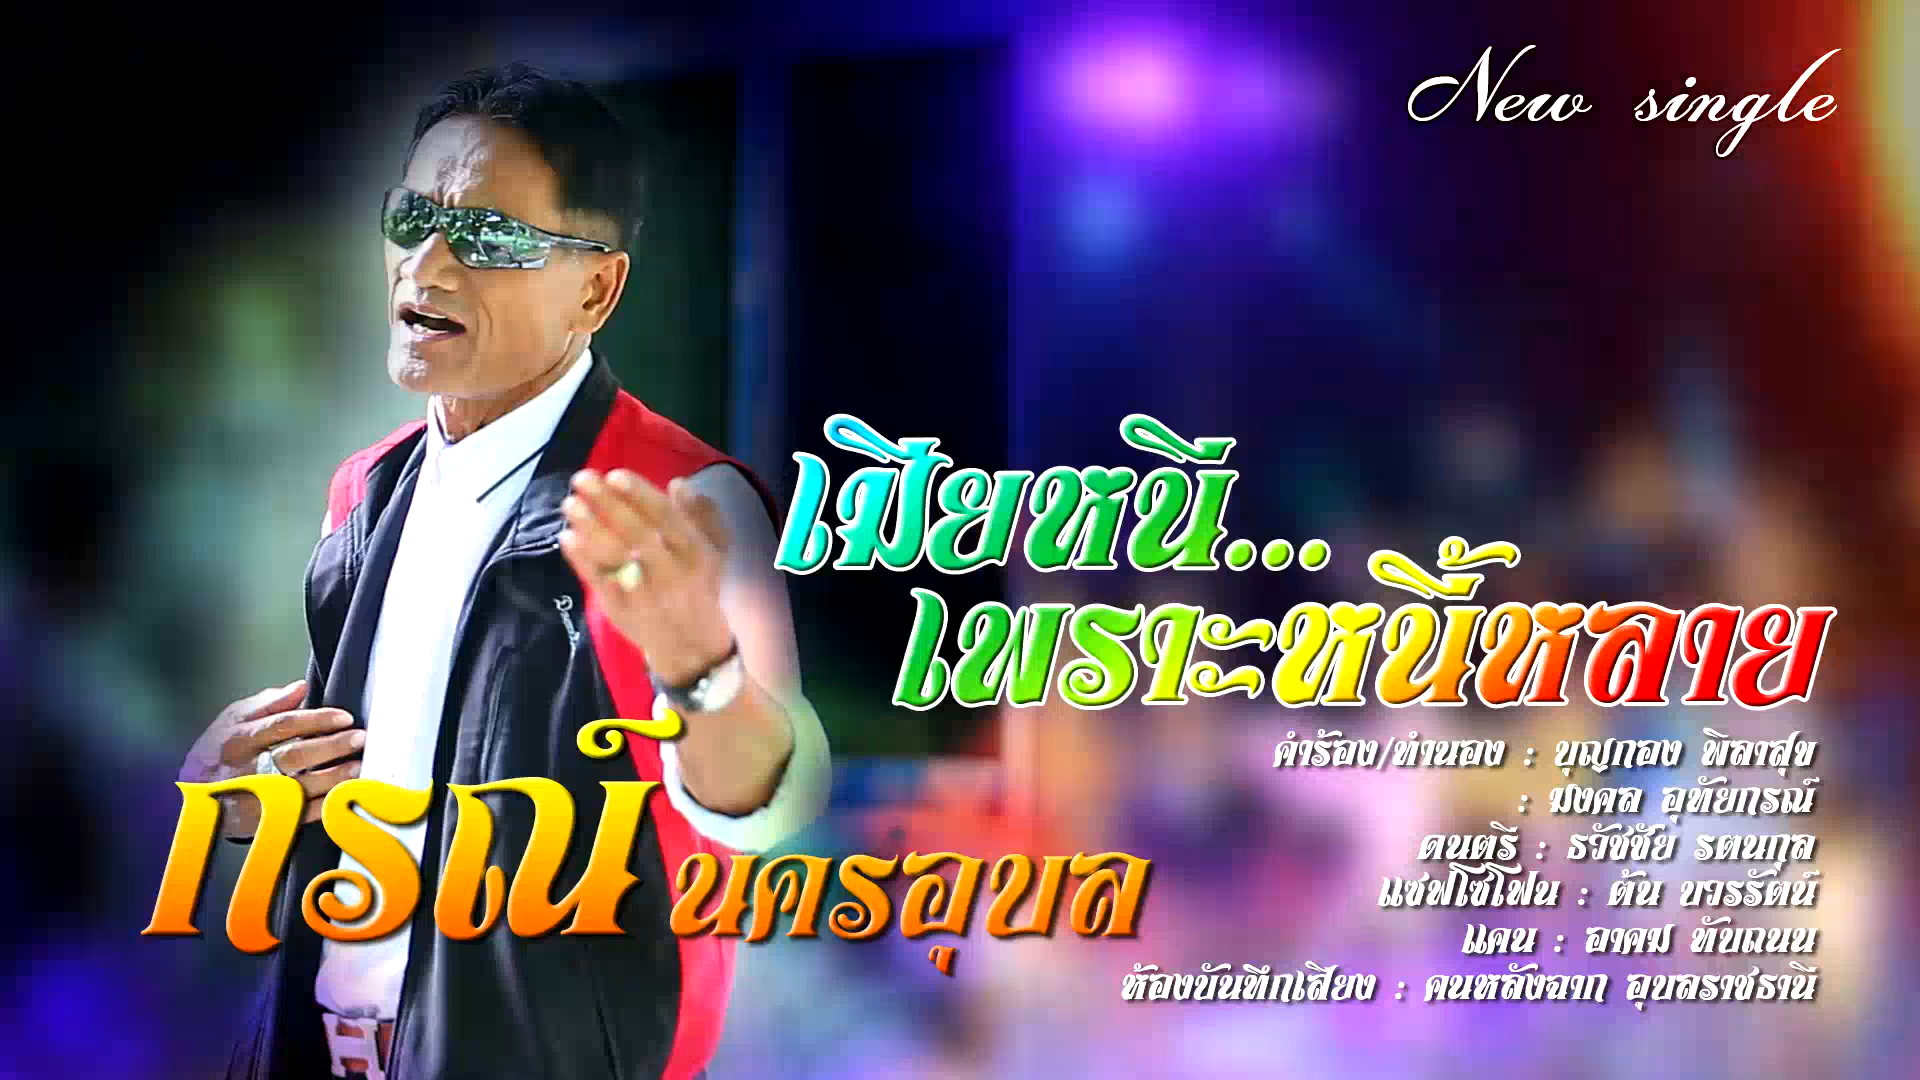 New single
เมียหนี...
เพราะหนี้หลาย
กรณ์ นครอุบล
คำร้อง/ทำนอง : บุญกอง พิลาสุข
: มงคล อุทัยกรณ์
ดนตรี : ธวัชชัย รตนกุล
แซฟโซโฟน : ต้น บวรรัตน์
แคน : อาคม ทับถนน
ห้องบันทึกเสียง : คนหลังฉาก อุบลราชธานี